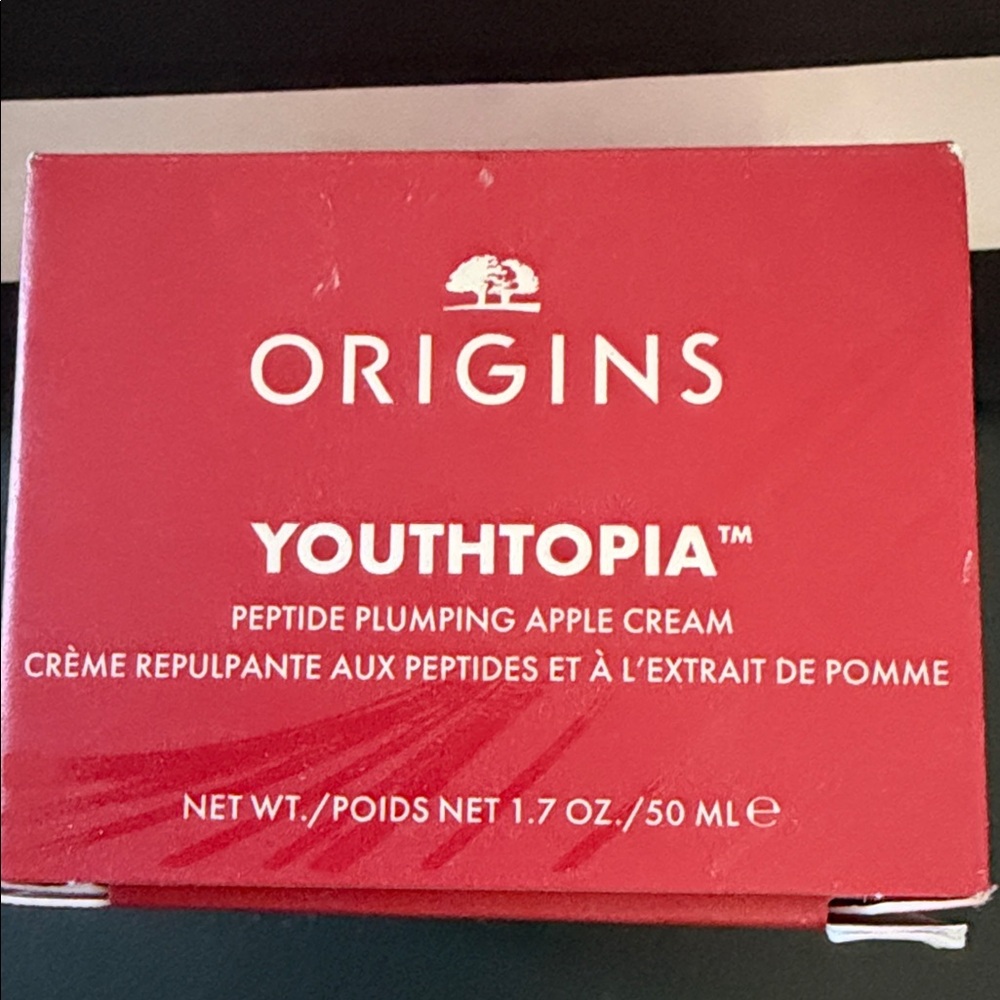 ORIGINS
YOUTHTOPIA™
PEPTIDE PLUMPING APPLE CREAM
CRÈME REPULPANTE AUX PEPTIDES ET À L'EXTRAIT DE POMME
NET WT./POIDS NET 1.7 OZ./50 ML ℮